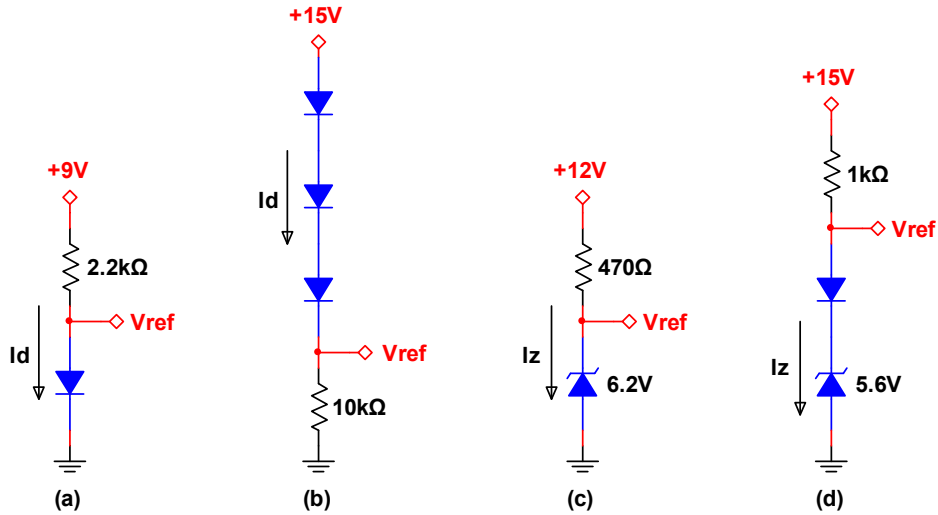 +9V
2.2kΩ
Vref
Id
(a)
+15V
Id
Vref
10kΩ
(b)
+12V
470Ω
Vref
Iz
6.2V
(c)
+15V
1kΩ
Vref
Iz
5.6V
(d)